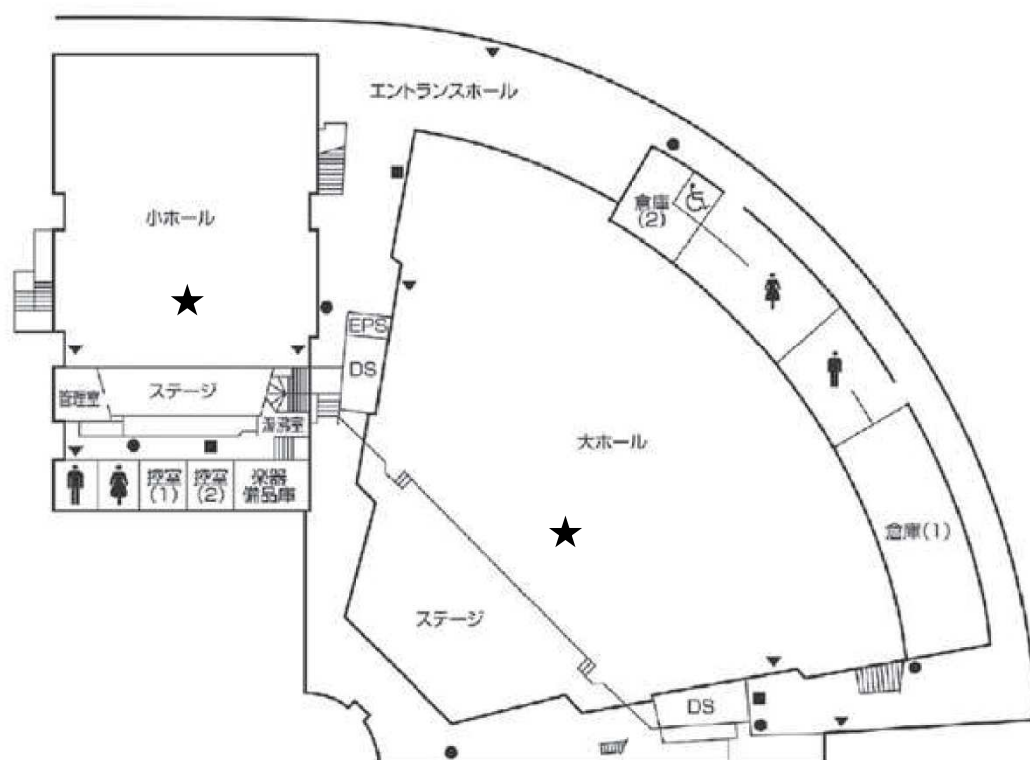 エントランスホール
倉庫
(2)
小ホール
EPS
DS
管理室
ステージ
湯沸室
大ホール
控室
(1)
控室
(2)
楽器
備品庫
倉庫(1)
ステージ
DS